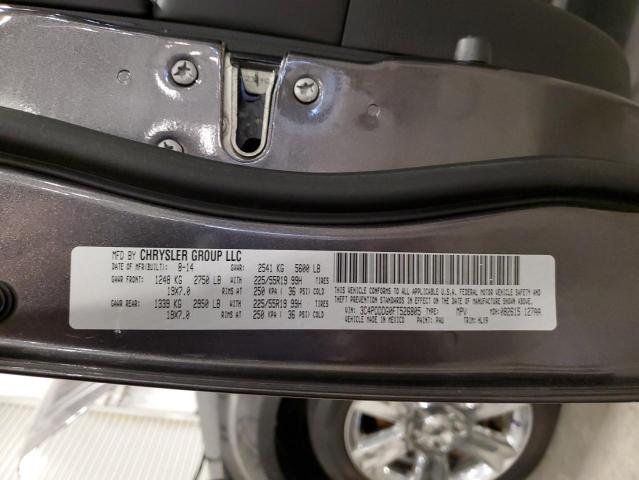 MFD BY CHRYSLER GROUP LLC
DATE OF MFR(BUILT): 8-14 GVWR: 2541 KG 5600 LB
GAWR FRONT: 1248 KG 2750 LB WITH 225/55R19 99H TIRES
19X7.0 RIMS AT 250 KPA ( 36 PSI) COLD
GAWR REAR: 1339 KG 2950 LB WITH 225/55R19 99H TIRES
19X7.0 RIMS AT 250 KPA ( 36 PSI) COLD
THIS VEHICLE CONFORMS TO ALL APPLICABLE U.S.A. FEDERAL MOTOR VEHICLE SAFETY AND
THEFT PREVENTION STANDARDS IN EFFECT ON THE DATE OF MANUFACTURE SHOWN ABOVE.
VIN: 3C4PDDDG0FT526805 TYPE: MPV MDH: 082615 127AA
VEHICLE MADE IN MEXICO PAINT: PAU TRIM: HLX9